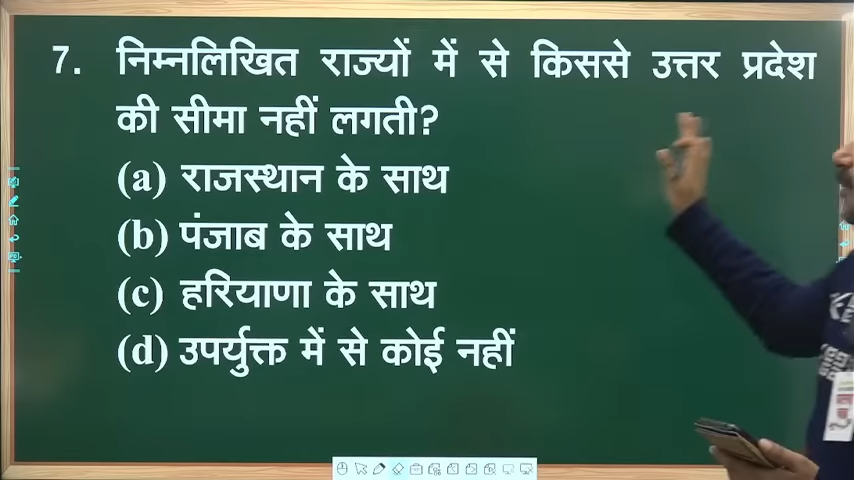 7. निम्नलिखित राज्यों में से किससे उत्तर प्रदेश
की सीमा नहीं लगती?
(a) राजस्थान के साथ
(b) पंजाब के साथ
(c) हरियाणा के साथ
(d) उपर्युक्त में से कोई नहीं